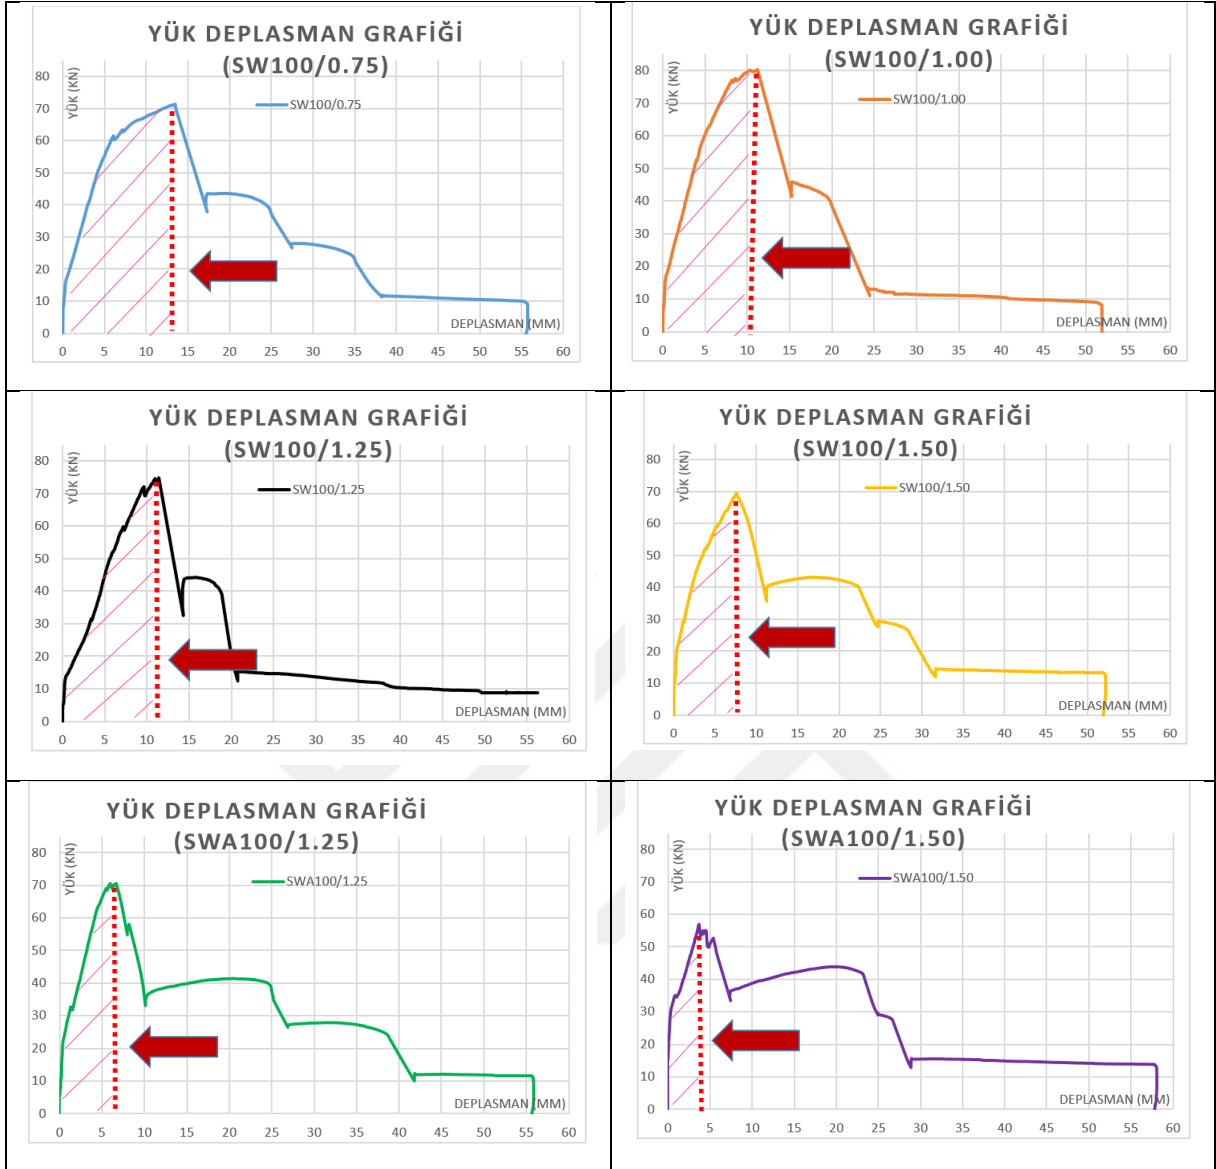 YÜK DEPLASMAN GRAFİĞİ
(SW100/0.75)
YÜK (KN)
SW100/0.75
80
70
60
50
40
30
20
10
0
DEPLASMAN (MM)
0 5 10 15 20 25 30 35 40 45 50 55 60
YÜK DEPLASMAN GRAFİĞİ
(SW100/1.00)
YÜK (KN)
SW100/1.00
80
70
60
50
40
30
20
10
0
DEPLASMAN (MM)
0 5 10 15 20 25 30 35 40 45 50 55 60
YÜK DEPLASMAN GRAFİĞİ
(SW100/1.25)
YÜK (KN)
SW100/1.25
80
70
60
50
40
30
20
10
0
DEPLASMAN (MM)
0 5 10 15 20 25 30 35 40 45 50 55 60
YÜK DEPLASMAN GRAFİĞİ
(SW100/1.50)
YÜK (KN)
SW100/1.50
80
70
60
50
40
30
20
10
0
DEPLASMAN (MM)
0 5 10 15 20 25 30 35 40 45 50 55 60
YÜK DEPLASMAN GRAFİĞİ
(SWA100/1.25)
YÜK (KN)
SWA100/1.25
80
70
60
50
40
30
20
10
0
DEPLASMAN (MM)
0 5 10 15 20 25 30 35 40 45 50 55 60
YÜK DEPLASMAN GRAFİĞİ
(SWA100/1.50)
YÜK (KN)
SWA100/1.50
80
70
60
50
40
30
20
10
0
DEPLASMAN (MM)
0 5 10 15 20 25 30 35 40 45 50 55 60